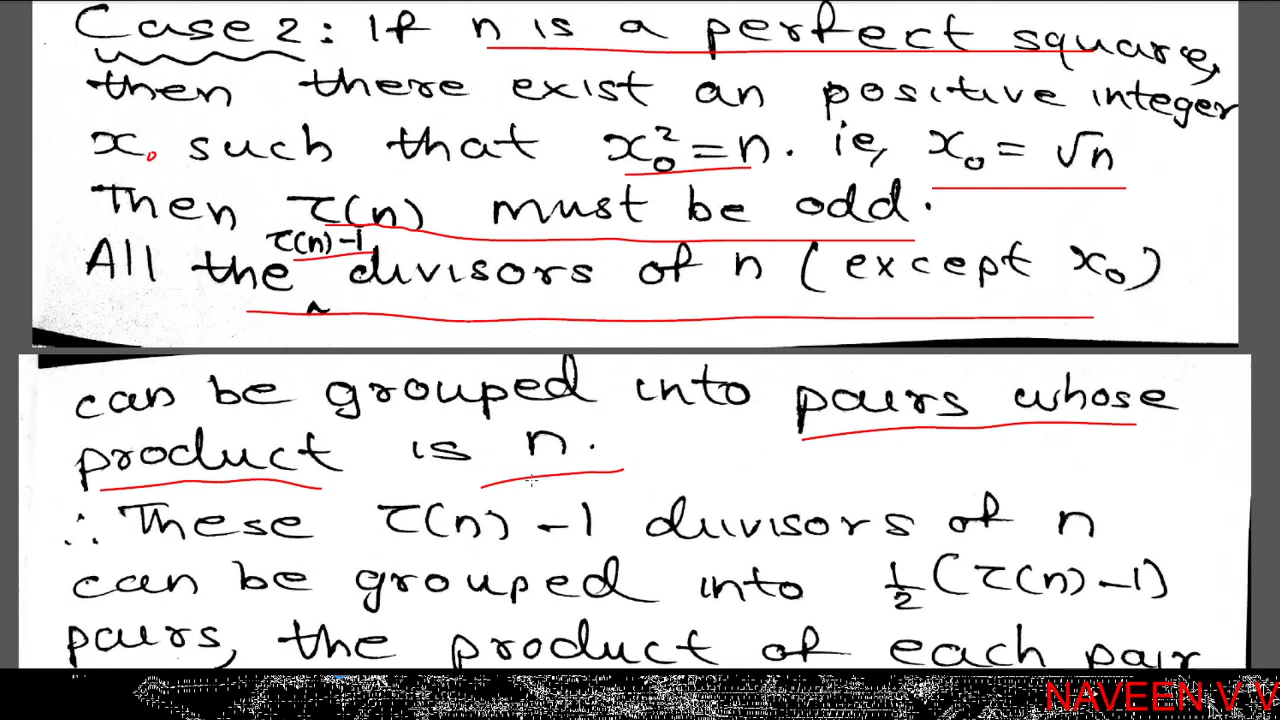 Case 2: If n is a perfect square,
then there exist an positive integer
x₀ such that x₀² = n. ie, x₀ = √n
Then τ(n) must be odd.
τ(n)-1
All the ^ divisors of n (except x₀)
can be grouped into pairs whose
product is n.
∴ These τ(n) - 1 divisors of n
can be grouped into ½(τ(n) - 1)
pairs, the product of each pair
NAVEEN V V